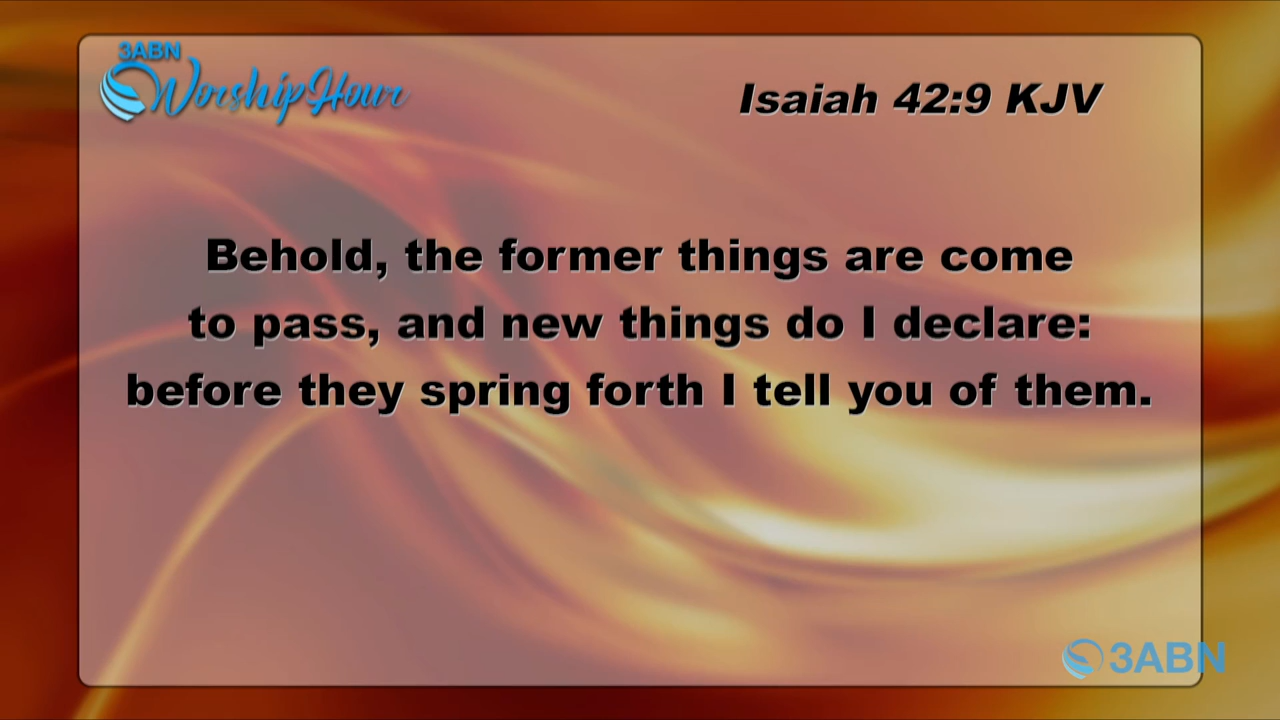 3ABN
Worship Hour
Isaiah 42:9 KJV
Behold, the former things are come
to pass, and new things do I declare:
before they spring forth I tell you of them.
3ABN